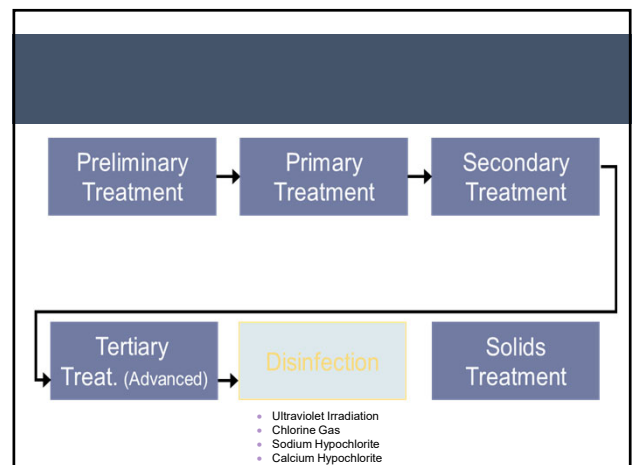 Preliminary
Treatment
Primary
Treatment
Secondary
Treatment
Tertiary
Treat. (Advanced)
Disinfection
Solids
Treatment
• Ultraviolet Irradiation
• Chlorine Gas
• Sodium Hypochlorite
• Calcium Hypochlorite